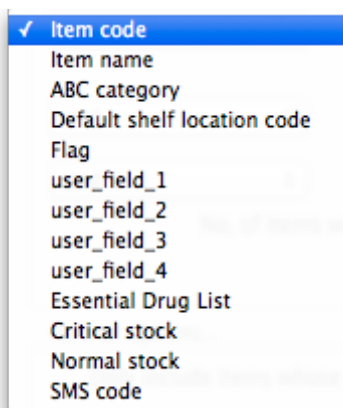 ✓ Item code
Item name
ABC category
Default shelf location code
Flag
user_field_1
user_field_2
user_field_3
user_field_4
Essential Drug List
Critical stock
Normal stock
SMS code